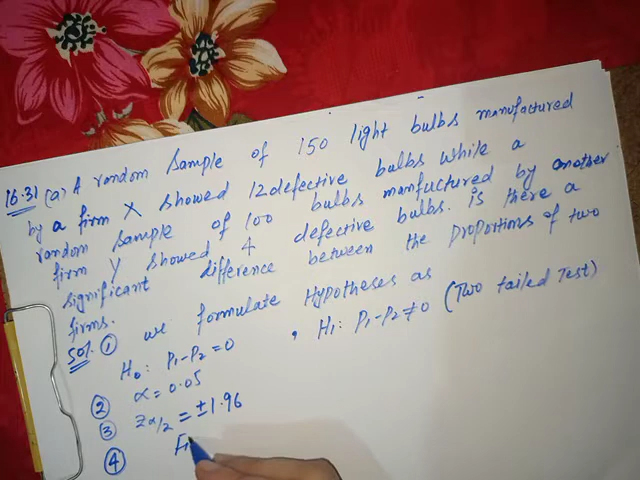 16.31 (a) A random sample of 150 light bulbs manufactured
by a firm X showed 12 defective bulbs while a
random sample of 100 bulbs manfuctured by another
firm Y showed 4 defective bulbs. is there a
significant difference between the proportions of two
firms.
Sol. ① we formulate Hypotheses as
H₀: P₁-P₂=0 , H₁: P₁-P₂≠0 (Two tailed Test)
② α=0.05
③ Zα/₂ = ±1.96
④